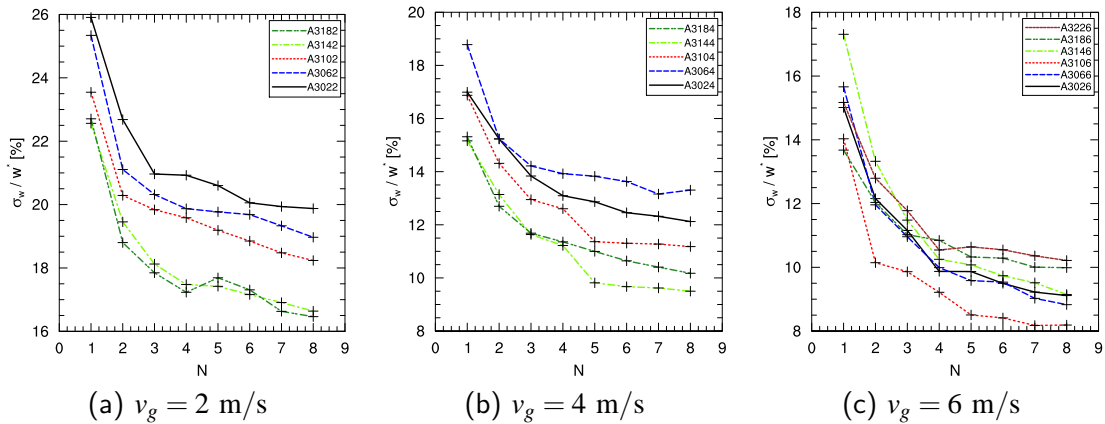 26
24
22
20
18
16
σw / w* [%]
0 1 2 3 4 5 6 7 8 9
N
A3182
A3142
A3102
A3062
A3022
(a) vg = 2 m/s
20
18
16
14
12
10
8
σw / w* [%]
0 1 2 3 4 5 6 7 8 9
N
A3184
A3144
A3104
A3064
A3024
(b) vg = 4 m/s
18
16
14
12
10
8
σw / w* [%]
0 1 2 3 4 5 6 7 8 9
N
A3226
A3186
A3146
A3106
A3066
A3026
(c) vg = 6 m/s